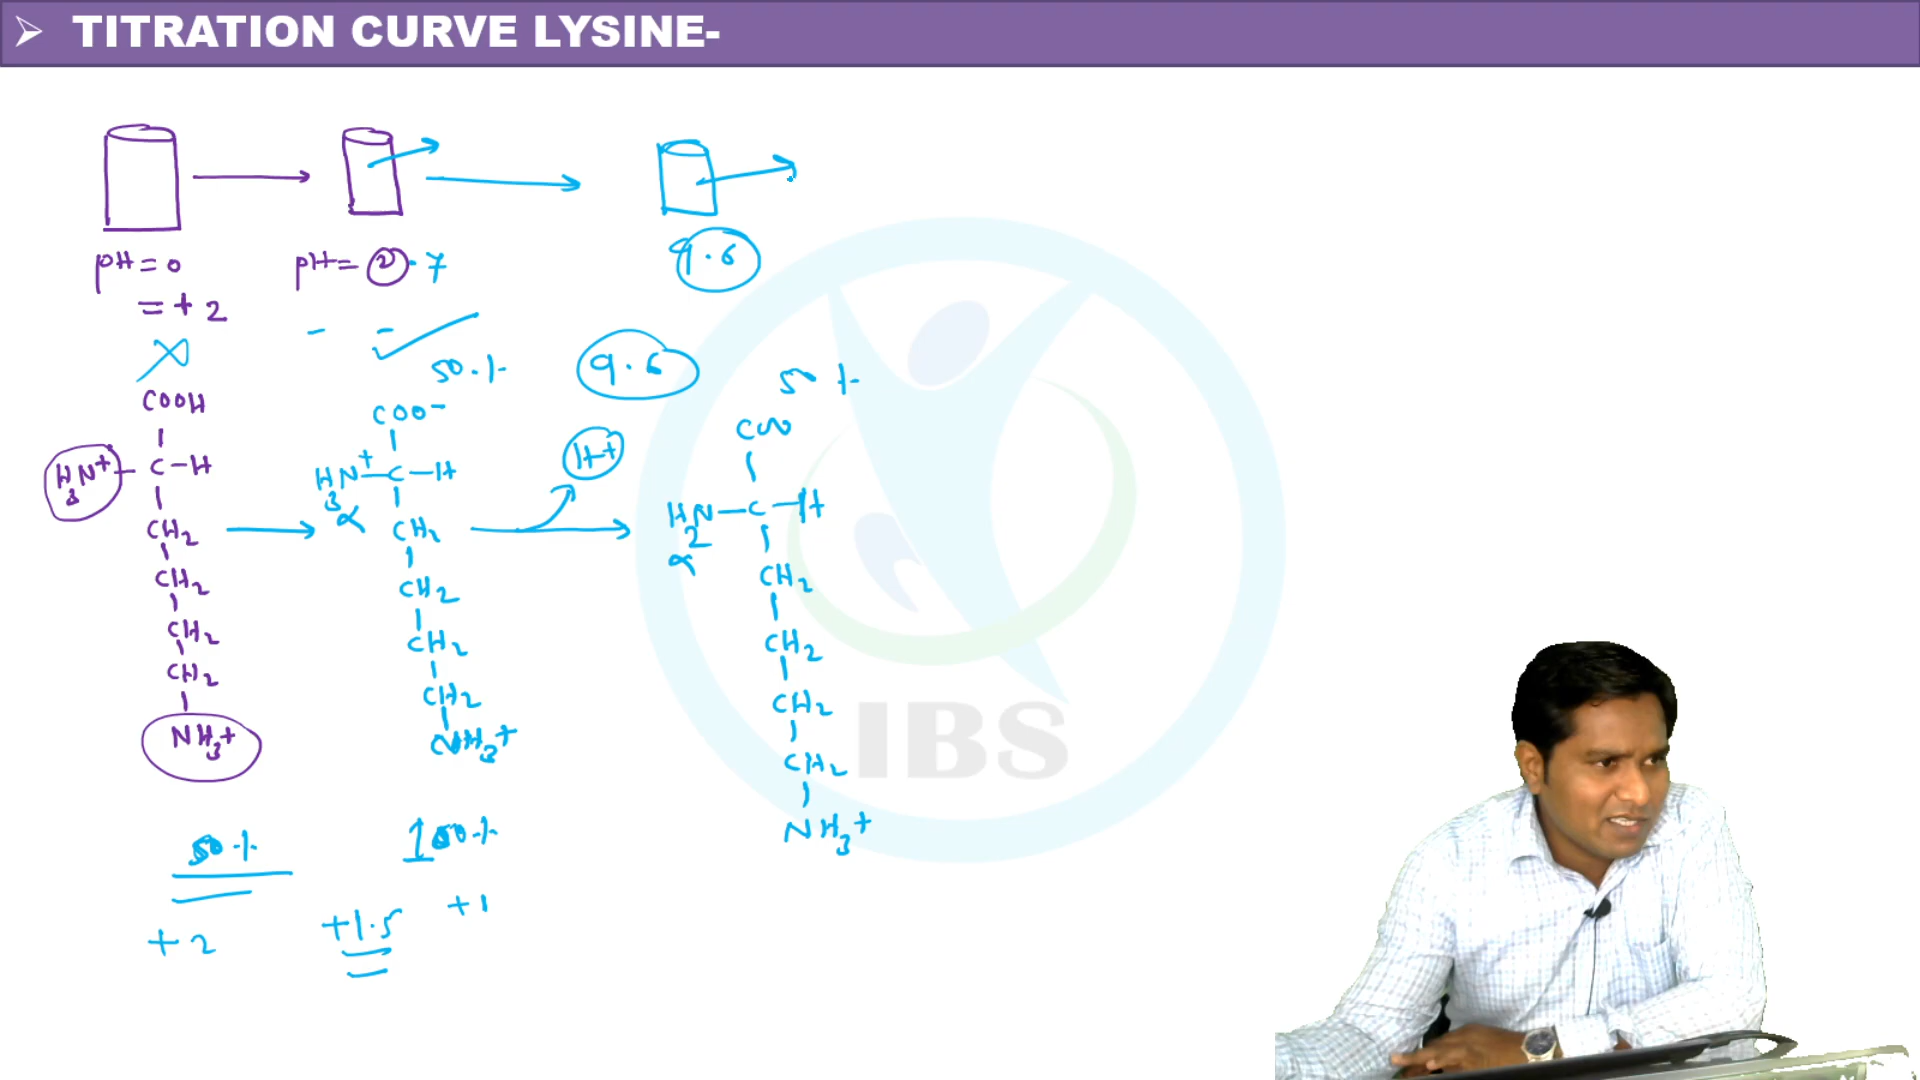 TITRATION CURVE LYSINE-
pH = 0
= + 2
pH = 2 . 7
9.6
50 %
9.6
50 %
COOH
H3N+ - C - H
CH2
CH2
CH2
CH2
NH3+
COO-
H3N+ - C - H
α
CH2
CH2
CH2
CH2
NH3+
H+
COO
H2N - C - H
α
CH2
CH2
CH2
CH2
NH3+
50 %
100 %
+ 2
+1.5
+1
IBS